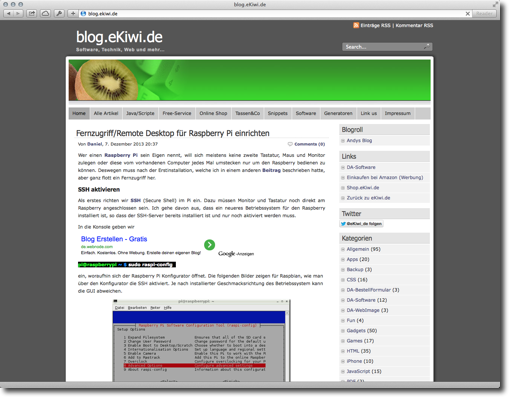 blog.eKiwi.de
blog.ekiwi.de
Reader
Einträge RSS | Kommentar RSS
blog.eKiwi.de
Software, Technik, Web und mehr...
Search...
Home Alle Artikel Java/Scripte Free-Service Online Shop Tassen&Co Snippets Software Generatoren Link us Impressum
Fernzugriff/Remote Desktop für Raspberry Pi einrichten
Von Daniel, 7. Dezember 2013 20:37
Comments (0)
Wer einen Raspberry Pi sein Eigen nennt, will sich meistens keine zweite Tastatur, Maus und Monitor
zulegen oder diese vom vorhandenen Computer jedes Mal umstecken nur um den Raspberry bedienen zu
können. Deswegen muss nach der Erstinstallation, welche ich in einem anderen Beitrag beschrieben hatte,
aber ganz flott ein Fernzugriff her.
SSH aktivieren
Als erstes richten wir SSH (Secure Shell) im Pi ein. Dazu müssen Monitor und Tastatur noch direkt am
Raspberry angeschlossen sein. Ich gehe davon aus, dass ein neueres Betriebssystem für den Raspberry
installiert ist, so dass der SSH-Server bereits installiert ist und nur noch aktiviert werden muss.
In die Konsole geben wir
Blog Erstellen - Gratis
de.webnode.com
Einfach. Kostenlos. Erstelle deinen eigenen Blog!
Google-Anzeigen
pi@raspberrypi ~ $ sudo raspi-config
ein, woraufhin sich der Raspberry Pi Konfigurator öffnet. Die folgenden Bilder zeigen für Raspbian, wie man
über den Konfigurator die SSH aktiviert. Je nach installierter Geschmacksrichtung des Betriebssystem kann
die GUI abweichen.
pi@raspberrypi: ~
Datei Bearbeiten Reiter Hilfe
Raspberry Pi Software Configuration Tool (raspi-config)
Setup Options
1 Expand Filesystem
2 Change User Password
3 Enable Boot to Desktop/Scratch
4 Internationalisation Options
5 Enable Camera
6 Add to Rastrack
7 Overclock
8 Advanced Options Configure advanced settings
9 About raspi-config
Blogroll
Andys Blog
Links
DA-Software
Einkaufen bei Amazon (Werbung)
Shop.eKiwi.de
Zurück zu eKiwi.de
Twitter
@eKiwi_de folgen
Kategorien
Allgemein (95)
Apps (20)
Backup (3)
CSS (16)
DA-BestellFormular (3)
DA-Software (12)
DA-WebImage (3)
Fun (4)
Gadgets (50)
Games (17)
HTML (35)
iPhone (10)
JavaScript (15)